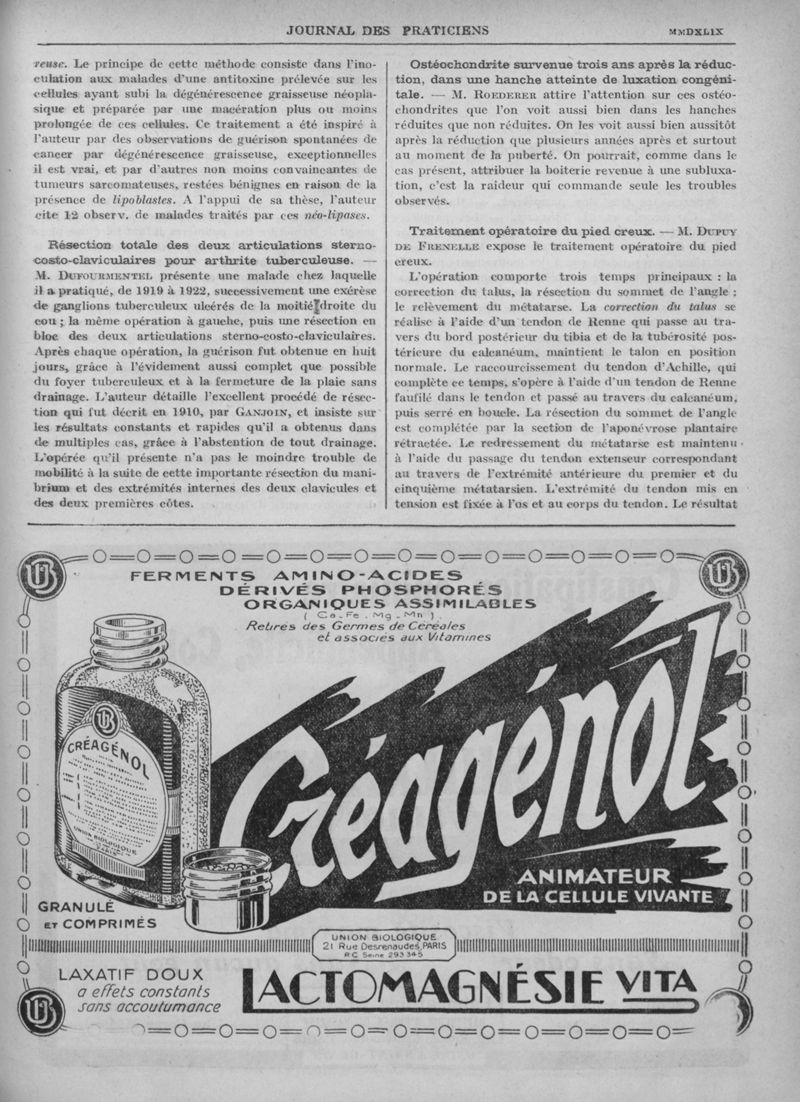 JOURNAL DES PRATICIENS
MMDXLIX
reuse. Le principe de cette méthode consiste dans l'ino-
culation aux malades d'une antitoxine prélevée sur les
cellules ayant subi la dégénérescence graisseuse néopla-
sique et préparée par une macération plus ou moins
prolongée de ces cellules. Ce traitement a été inspiré à
l'auteur par des observations de guérison spontanées de
cancer par dégénérescence graisseuse, exceptionnelles
il est vrai, et par d'autres non moins convaincantes de
tumeurs sarcomateuses, restées bénignes en raison de la
présence de lipoblastes. A l'appui de sa thèse, l'auteur
cite 12 observ. de malades traités par ces néo-lipases.
Résection totale des deux articulations sterno-
costo-claviculaires pour arthrite tuberculeuse. —
M. DUFOURMENTEL présente une malade chez laquelle
il a pratiqué, de 1919 à 1922, successivement une exérèse
de ganglions tuberculeux ulcérés de la moitié droite du
cou ; la même opération à gauche, puis une résection en
bloc des deux articulations sterno-costo-claviculaires.
Après chaque opération, la guérison fut obtenue en huit
jours, grâce à l'évidement aussi complet que possible
du foyer tuberculeux et à la fermeture de la plaie sans
drainage. L'auteur détaille l'excellent procédé de résec-
tion qui fut décrit en 1910, par GANJOIN, et insiste sur
les résultats constants et rapides qu'il a obtenus dans
de multiples cas, grâce à l'abstention de tout drainage.
L'opérée qu'il présente n'a pas le moindre trouble de
mobilité à la suite de cette importante résection du mani-
brium et des extrémités internes des deux clavicules et
des deux premières côtes.
Ostéochondrite survenue trois ans après la réduc-
tion, dans une hanche atteinte de luxation congéni-
tale. — M. ROEDERER attire l'attention sur ces ostéo-
chondrites que l'on voit aussi bien dans les hanches
réduites que non réduites. On les voit aussi bien aussitôt
après la réduction que plusieurs années après et surtout
au moment de la puberté. On pourrait, comme dans le
cas présent, attribuer la boiterie revenue à une subluxa-
tion, c'est la raideur qui commande seule les troubles
observés.
Traitement opératoire du pied creux. — M. DUPUY
DE FRENELLE expose le traitement opératoire du pied
creux.
L'opération comporte trois temps principaux : la
correction du talus, la résection du sommet de l'angle ;
le relèvement du métatarse. La correction du talus se
réalise à l'aide d'un tendon de Renne qui passe au tra-
vers du bord postérieur du tibia et de la tubérosité pos-
térieure du calcanéum, maintient le talon en position
normale. Le raccourcissement du tendon d'Achille, qui
complète ce temps, s'opère à l'aide d'un tendon de Renne
faufilé dans le tendon et passé au travers du calcanéum,
puis serré en boucle. La résection du sommet de l'angle
est complétée par la section de l'aponévrose plantaire
rétractée. Le redressement du métatarse est maintenu
à l'aide du passage du tendon extenseur correspondant
au travers de l'extrémité antérieure du premier et du
cinquième métatarsien. L'extrémité du tendon mis en
tension est fixée à l'os et au corps du tendon. Le résultat
FERMENTS AMINO-ACIDES
DÉRIVÉS PHOSPHORÉS
ORGANIQUES ASSIMILABLES
( Ca - Fe - Mg - Mn ).
Retirés des Germes de Céréales
et associés aux Vitamines
UB
UB
UB
CRÉAGÉNOL
UNION BIOLOGIQUE
PARIS
Créagénol
ANIMATEUR
DE LA CELLULE VIVANTE
GRANULÉ
ET COMPRIMÉS
UNION BIOLOGIQUE
21 Rue Desrenaudes, PARIS
R C Seine 293 345
LAXATIF DOUX
a effets constants
sans accoutumance
LACTOMAGNÉSIE VITA
UB